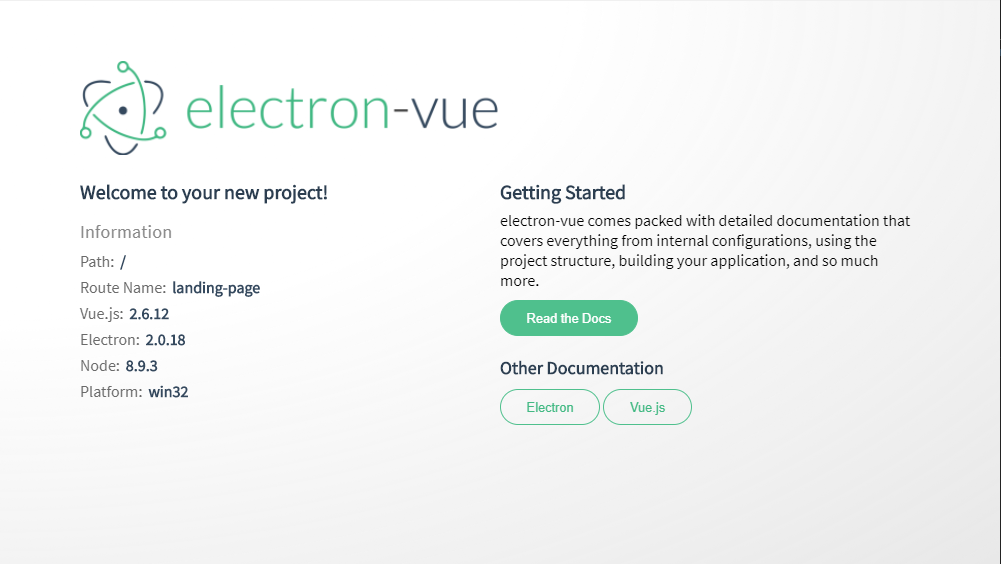 electron-vue
Welcome to your new project!
Information
Path: /
Route Name: landing-page
Vue.js: 2.6.12
Electron: 2.0.18
Node: 8.9.3
Platform: win32
Getting Started
electron-vue comes packed with detailed documentation that
covers everything from internal configurations, using the
project structure, building your application, and so much
more.
Read the Docs
Other Documentation
Electron
Vue.js